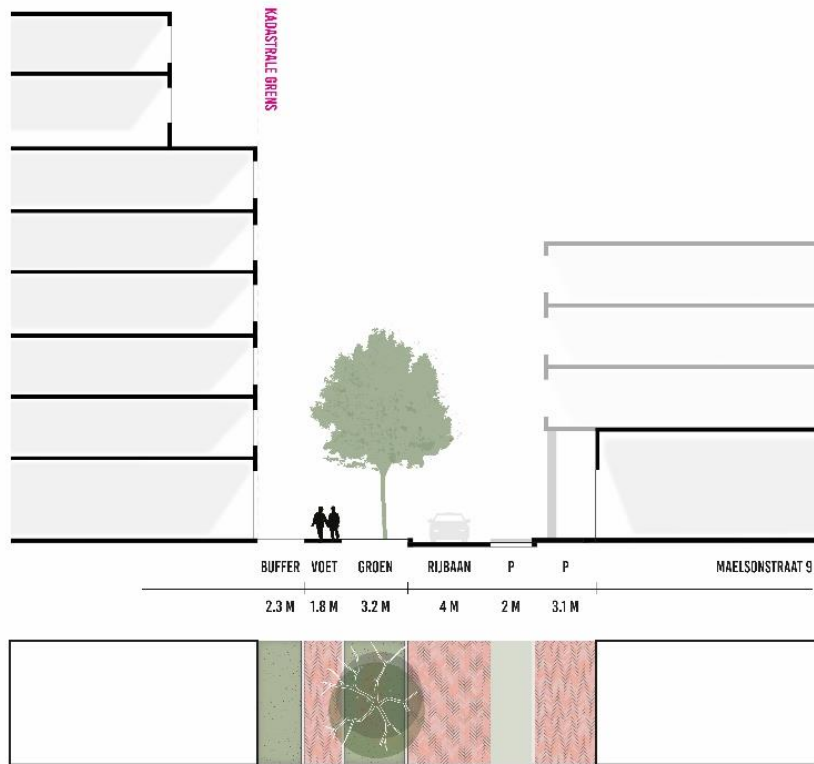 KADASTRALE GRENS
BUFFER VOET GROEN RIJBAAN P P MAELSONSTRAAT 9
2.3 M 1.8 M 3.2 M 4 M 2 M 3.1 M